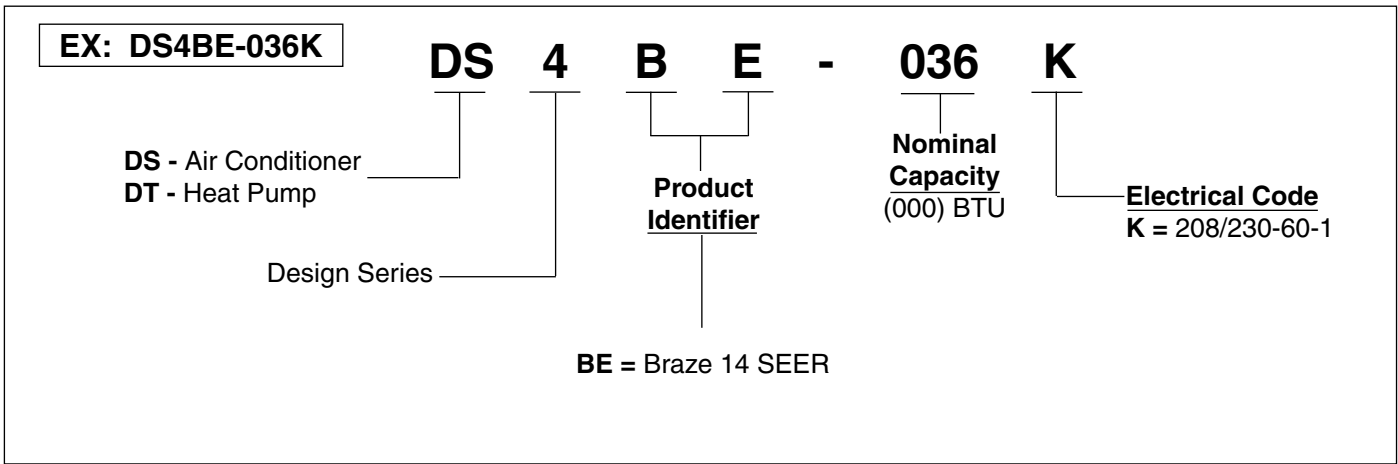 EX: DS4BE-036K
DS 4 B E - 036 K
DS - Air Conditioner
DT - Heat Pump
Design Series
Product
Identifier
BE = Braze 14 SEER
Nominal
Capacity
(000) BTU
Electrical Code
K = 208/230-60-1